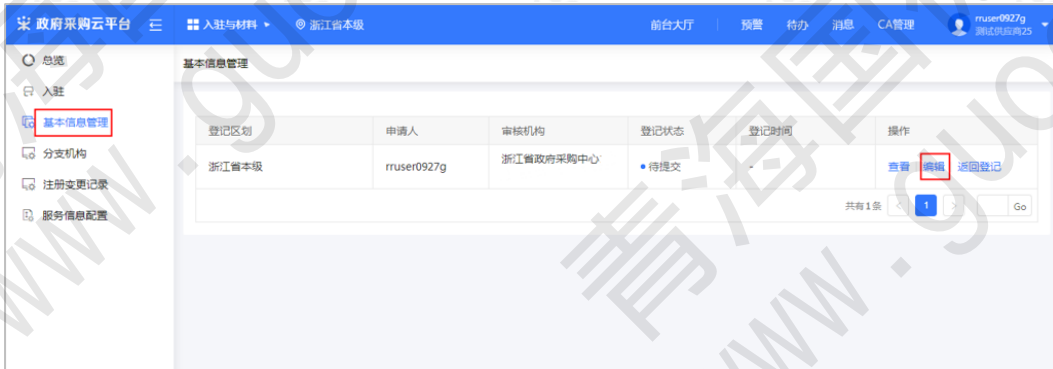 政府采购云平台 入驻与材料 浙江省本级 前台大厅 预警 待办 消息 CA管理 rruser0927g
测试供应商25
总览
入驻
基本信息管理
分支机构
注册变更记录
服务信息配置
基本信息管理
登记区划 申请人 审核机构 登记状态 登记时间 操作
浙江省本级 rruser0927g 浙江省政府采购中心 待提交 - 查看 编辑 返回登记
共有1条 < 1 > Go
青海国
www.guo